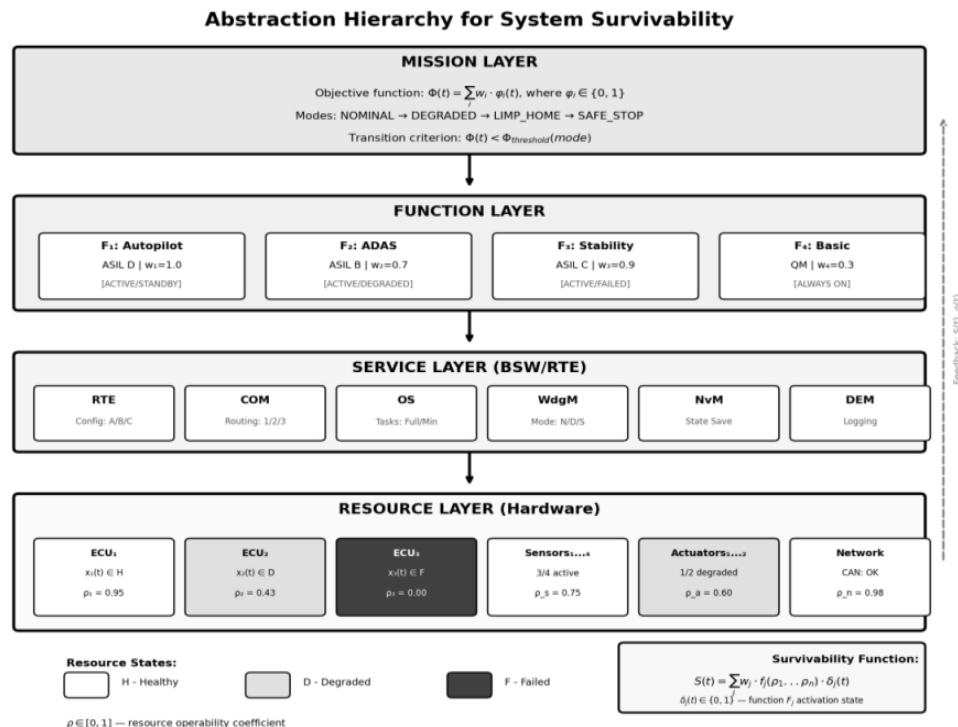 Abstraction Hierarchy for System Survivability
MISSION LAYER
Objective function: Φ(t) = ∑ᵢ wᵢ · φᵢ(t), where φᵢ ∈ {0, 1}
Modes: NOMINAL → DEGRADED → LIMP_HOME → SAFE_STOP
Transition criterion: Φ(t) < Φ_threshold(mode)
FUNCTION LAYER
F₁: Autopilot
ASIL D | w₁=1.0
[ACTIVE/STANDBY]
F₂: ADAS
ASIL B | w₂=0.7
[ACTIVE/DEGRADED]
F₃: Stability
ASIL C | w₃=0.9
[ACTIVE/FAILED]
F₄: Basic
QM | w₄=0.3
[ALWAYS ON]
SERVICE LAYER (BSW/RTE)
RTE
Config: A/B/C
COM
Routing: 1/2/3
OS
Tasks: Full/Min
WdgM
Mode: N/D/S
NvM
State Save
DEM
Logging
RESOURCE LAYER (Hardware)
ECU₁
x₁(t) ∈ H
ρ₁ = 0.95
ECU₂
x₂(t) ∈ D
ρ₂ = 0.43
ECU₃
x₃(t) ∈ F
ρ₃ = 0.00
Sensors₁...₄
3/4 active
ρ_s = 0.75
Actuators₁...₂
1/2 degraded
ρ_a = 0.60
Network
CAN: OK
ρ_n = 0.98
Feedback: S(t), ρ(t)
Resource States:
H - Healthy
D - Degraded
F - Failed
ρ ∈ [0, 1] — resource operability coefficient
Survivability Function:
S(t) = ∑ⱼ wⱼ · fⱼ(ρ₁...ρₙ) · δⱼ(t)
δⱼ(t) ∈ {0, 1} — function Fⱼ activation state